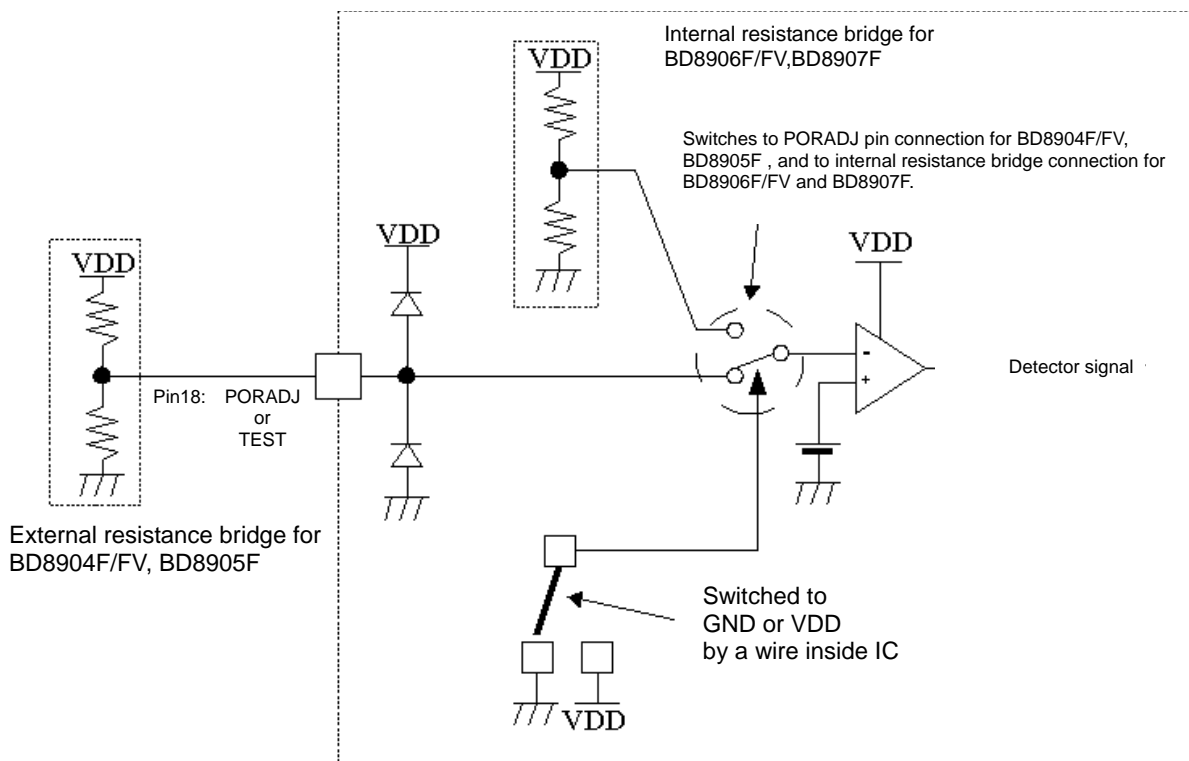 Internal resistance bridge for
BD8906F/FV,BD8907F
VDD
Switches to PORADJ pin connection for BD8904F/FV,
BD8905F , and to internal resistance bridge connection for
BD8906F/FV and BD8907F.
VDD
VDD
VDD
Pin18: PORADJ
or
TEST
-
+
Detector signal
External resistance bridge for
BD8904F/FV, BD8905F
Switched to
GND or VDD
by a wire inside IC
VDD